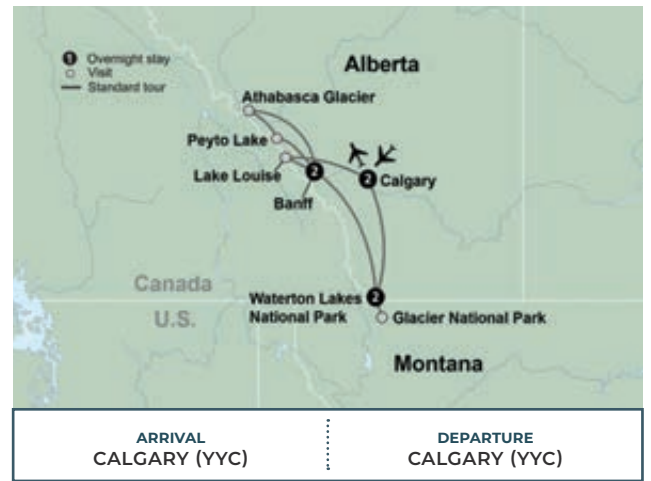 1 Overnight stay
Visit
Standard tour
Alberta
Athabasca Glacier
Peyto Lake
Lake Louise
2
2 Calgary
Banff
Canada
Waterton Lakes 2
National Park
Glacier National Park
U.S.
Montana
ARRIVAL
CALGARY (YYC)
DEPARTURE
CALGARY (YYC)